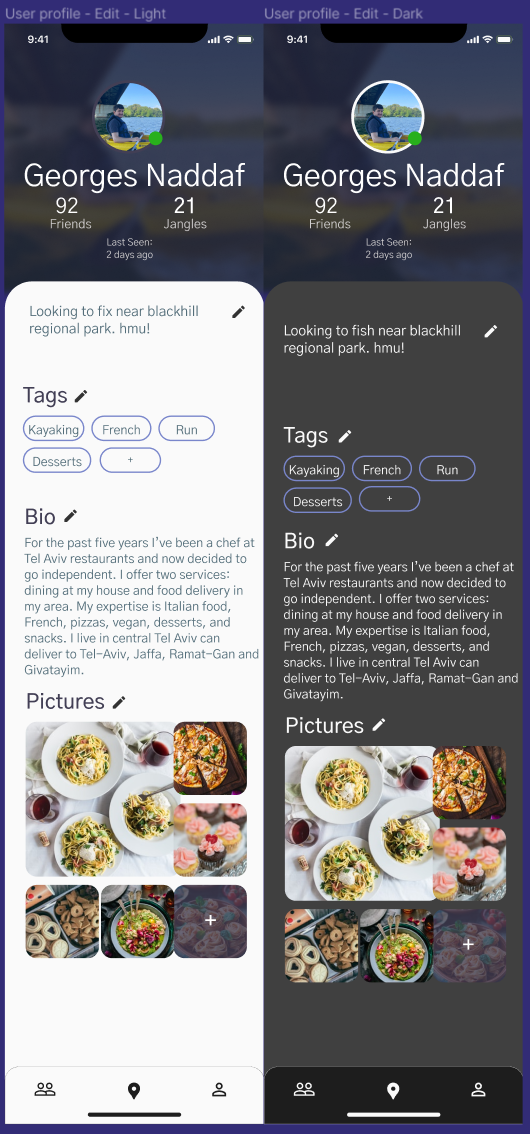 User profile - Edit - Light
9:41
Georges Naddaf
92
21
Friends
Jangles
Last Seen:
2 days ago
Looking to fix near blackhill
regional park. hmu!
Tags
Kayaking
French
Run
Desserts
+
Bio
For the past five years I've been a chef at
Tel Aviv restaurants and now decided to
go independent. I offer two services:
dining at my house and food delivery in
my area. My expertise is Italian food,
French, pizzas, vegan, desserts, and
snacks. I live in central Tel Aviv can
deliver to Tel-Aviv, Jaffa, Ramat-Gan and
Givatayim.
Pictures
+
User profile - Edit - Dark
9:41
Georges Naddaf
92
21
Friends
Jangles
Last Seen:
2 days ago
Looking to fish near blackhill
regional park. hmu!
Tags
Kayaking
French
Run
Desserts
+
Bio
For the past five years I've been a chef at
Tel Aviv restaurants and now decided to
go independent. I offer two services:
dining at my house and food delivery in
my area. My expertise is Italian food,
French, pizzas, vegan, desserts, and
snacks. I live in central Tel Aviv can
deliver to Tel-Aviv, Jaffa, Ramat-Gan and
Givatayim.
Pictures
+